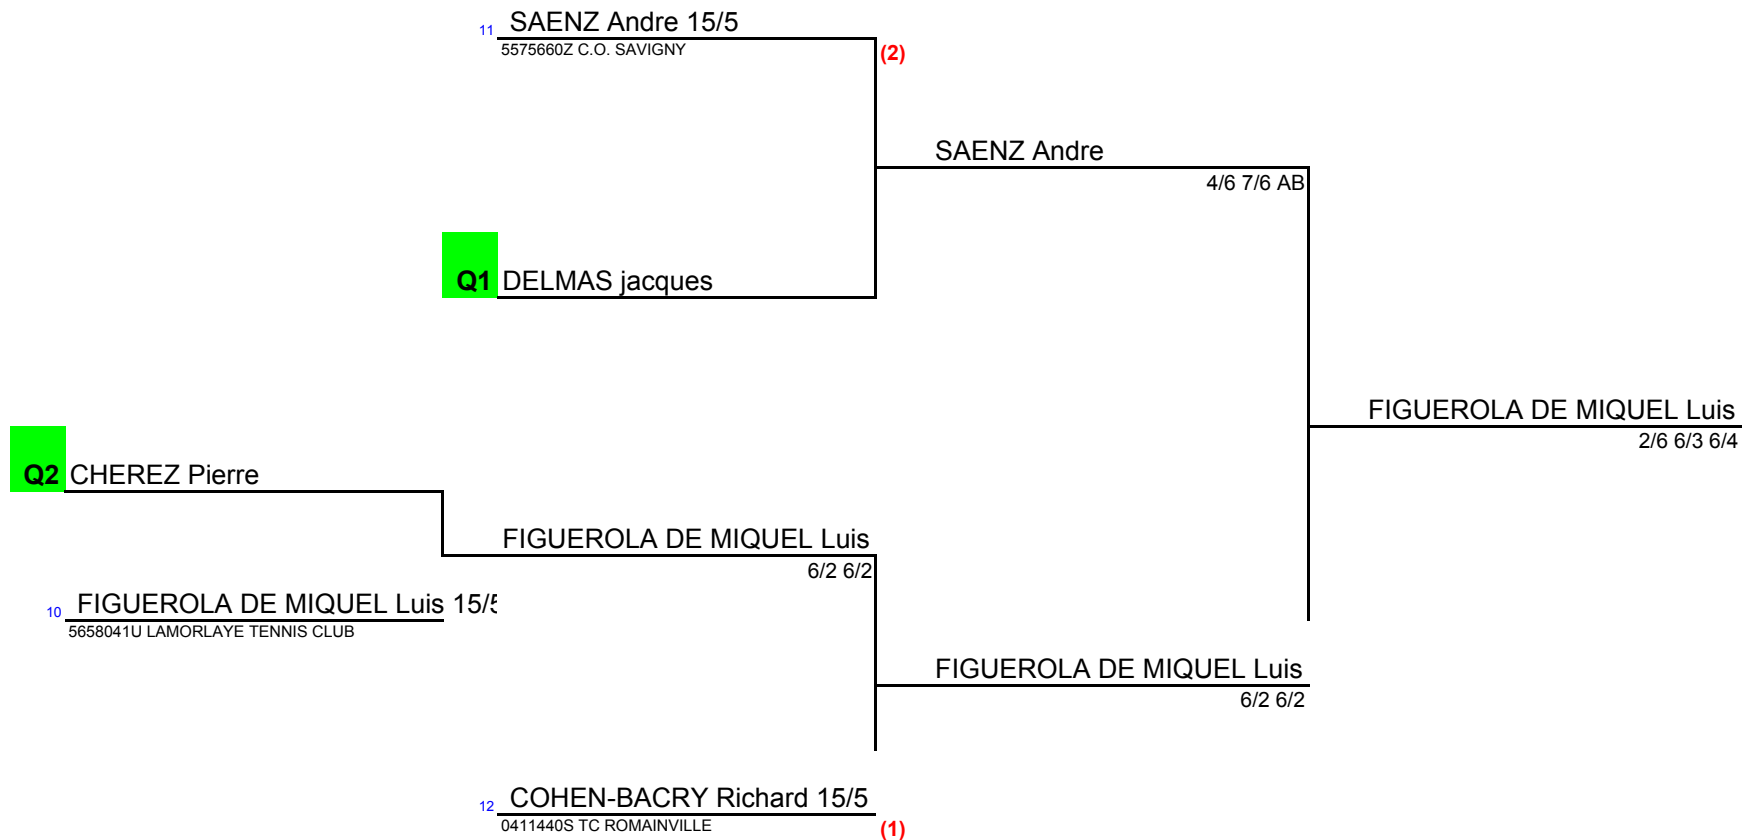 11 SAENZ Andre 15/5
5575660Z C.O. SAVIGNY
(2)
SAENZ Andre
4/6 7/6 AB
Q1 DELMAS jacques
FIGUEROLA DE MIQUEL Luis
2/6 6/3 6/4
Q2 CHEREZ Pierre
FIGUEROLA DE MIQUEL Luis
6/2 6/2
10 FIGUEROLA DE MIQUEL Luis 15/5
5658041U LAMORLAYE TENNIS CLUB
FIGUEROLA DE MIQUEL Luis
6/2 6/2
12 COHEN-BACRY Richard 15/5
0411440S TC ROMAINVILLE
(1)